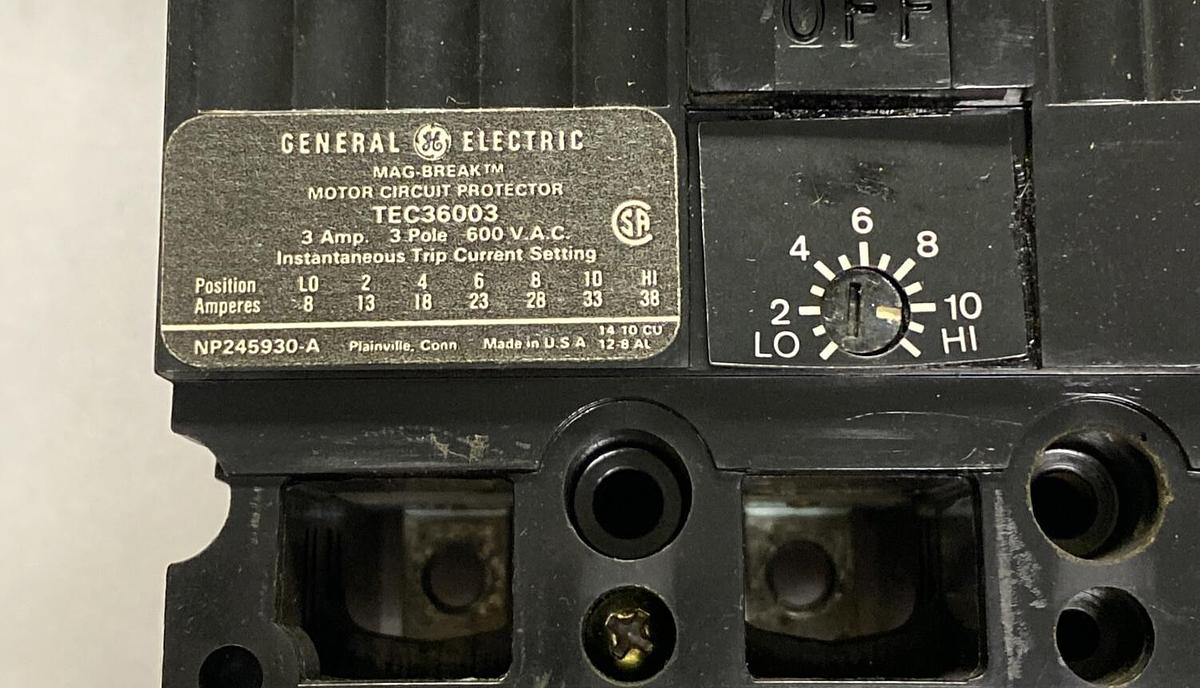 OFF
GENERAL GE ELECTRIC
MAG-BREAK™
MOTOR CIRCUIT PROTECTOR
TEC36003
3 Amp. 3 Pole 600 V.A.C.
Instantaneous Trip Current Setting
Position LO 2 4 6 8 10 HI
Amperes 8 13 18 23 28 33 38
NP245930-A Plainville, Conn Made in U.S A 14 10 CU
12-8 AL
SA
6
4 8
2 10
LO HI